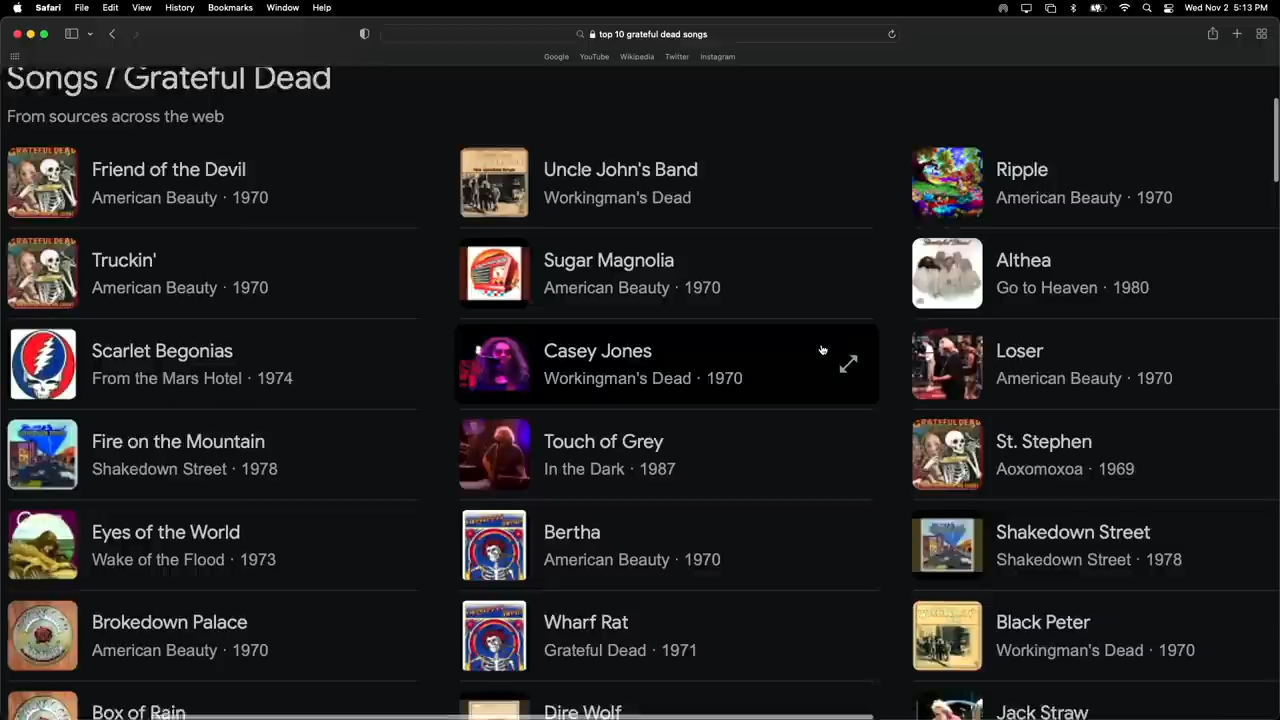 Safari File Edit View History Bookmarks Window Help Wed Nov 2 5:13 PM
top 10 grateful dead songs
Google YouTube Wikipedia Twitter Instagram
Songs / Grateful Dead
From sources across the web
Friend of the Devil
American Beauty · 1970
Uncle John's Band
Workingman's Dead
Ripple
American Beauty · 1970
Truckin'
American Beauty · 1970
Sugar Magnolia
American Beauty · 1970
Althea
Go to Heaven · 1980
Scarlet Begonias
From the Mars Hotel · 1974
Casey Jones
Workingman's Dead · 1970
Loser
American Beauty · 1970
Fire on the Mountain
Shakedown Street · 1978
Touch of Grey
In the Dark · 1987
St. Stephen
Aoxomoxoa · 1969
Eyes of the World
Wake of the Flood · 1973
Bertha
American Beauty · 1970
Shakedown Street
Shakedown Street · 1978
Brokedown Palace
American Beauty · 1970
Wharf Rat
Grateful Dead · 1971
Black Peter
Workingman's Dead · 1970
Box of Rain
Dire Wolf
Jack Straw